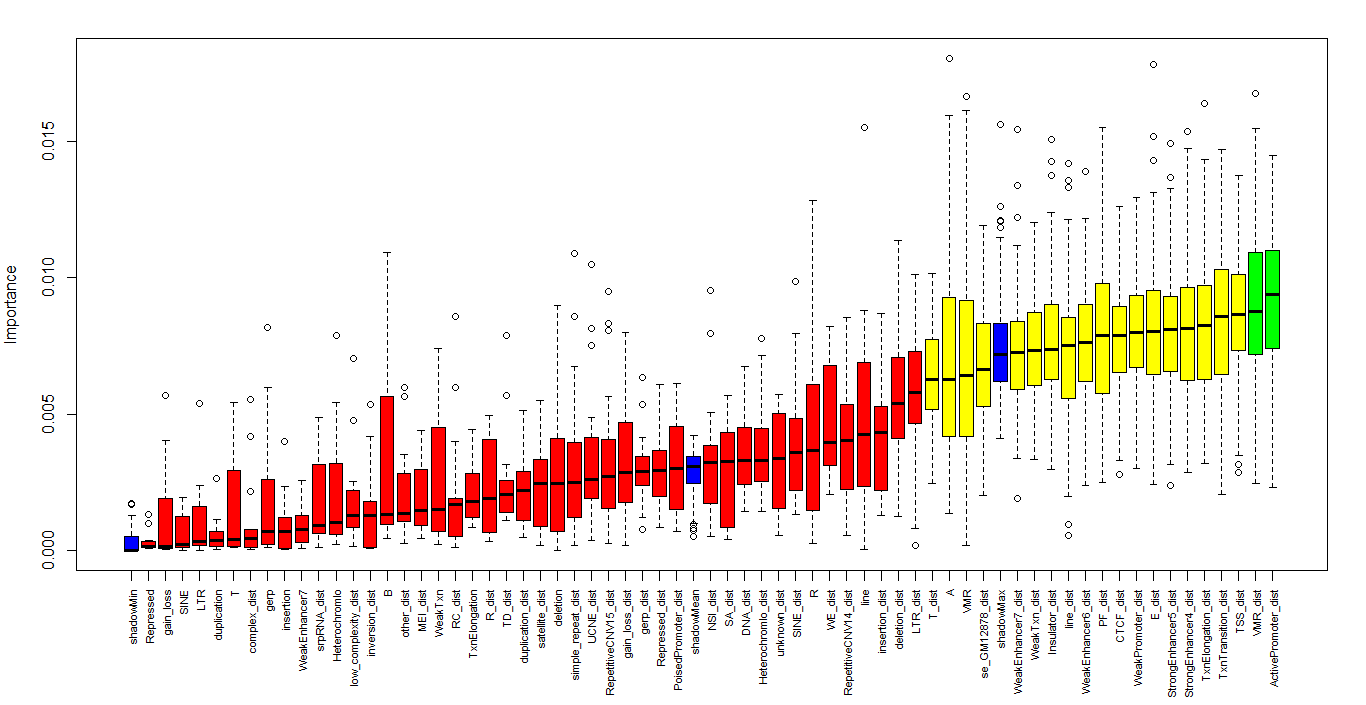 Importance
0.015
0.010
0.005
0.000
shadowMin
Repressed
gain_loss
SINE
LTR
duplication
T
complex_dist
gerp
insertion
WeakEnhancer7
srpRNA_dist
Heterochromlo
low_complexity_dist
inversion_dist
B
other_dist
MEI_dist
WeakTxn
RC_dist
TxnElongation
R_dist
TD_dist
duplication_dist
satellite_dist
deletion
simple_repeat_dist
UCNE_dist
RepetitiveCNV15_dist
gain_loss_dist
gerp_dist
Repressed_dist
PoisedPromoter_dist
shadowMean
NSI_dist
SA_dist
DNA_dist
Heterochromlo_dist
unknown_dist
SINE_dist
R
WE_dist
RepetitiveCNV14_dist
line
insertion_dist
deletion_dist
LTR_dist
T_dist
A
VMR
se_GM12878_dist
shadowMax
WeakEnhancer7_dist
WeakTxn_dist
Insulator_dist
line_dist
WeakEnhancer6_dist
PF_dist
CTCF_dist
WeakPromoter_dist
E_dist
StrongEnhancer5_dist
StrongEnhancer4_dist
TxnElongation_dist
TxnTransition_dist
TSS_dist
VMR_dist
ActivePromoter_dist